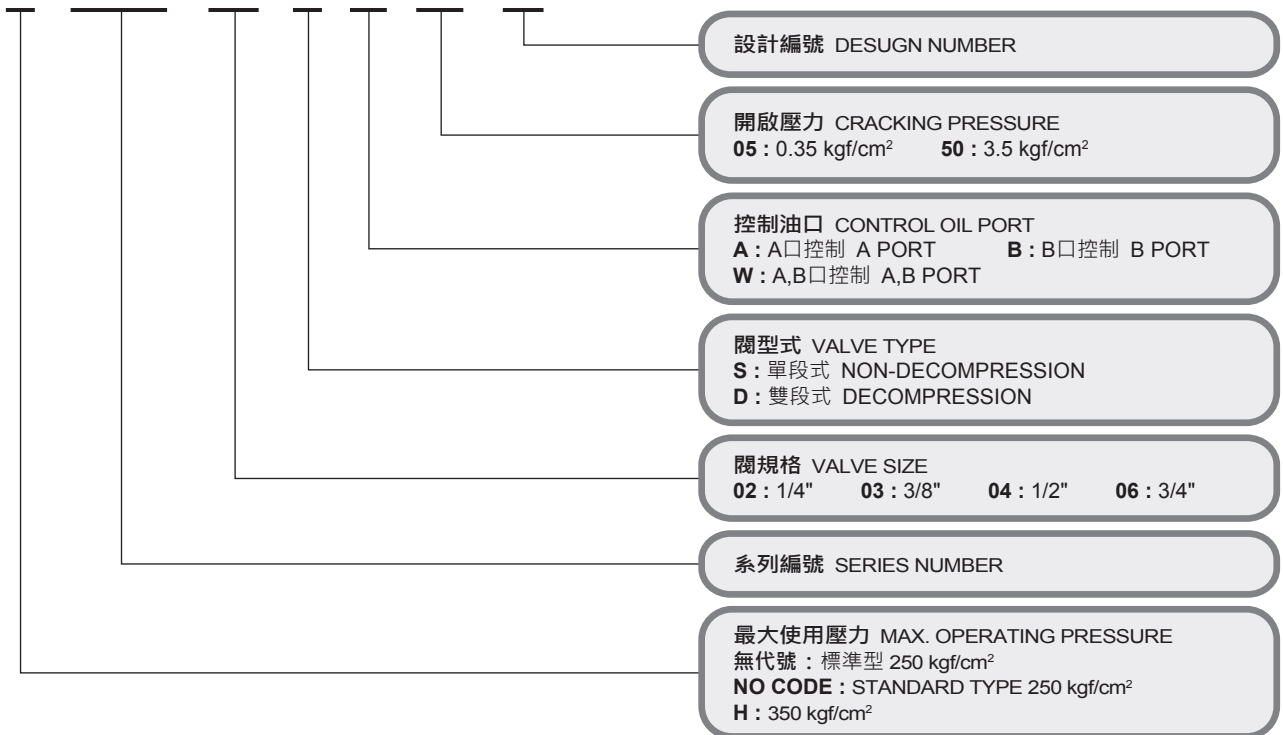 設計編號 DESUGN NUMBER
開啟壓力 CRACKING PRESSURE
05 : 0.35 kgf/cm² 50 : 3.5 kgf/cm²
控制油口 CONTROL OIL PORT
A : A口控制 A PORT B : B口控制 B PORT
W : A,B口控制 A,B PORT
閥型式 VALVE TYPE
S : 單段式 NON-DECOMPRESSION
D : 雙段式 DECOMPRESSION
閥規格 VALVE SIZE
02 : 1/4" 03 : 3/8" 04 : 1/2" 06 : 3/4"
系列編號 SERIES NUMBER
最大使用壓力 MAX. OPERATING PRESSURE
無代號：標準型 250 kgf/cm²
NO CODE : STANDARD TYPE 250 kgf/cm²
H : 350 kgf/cm²